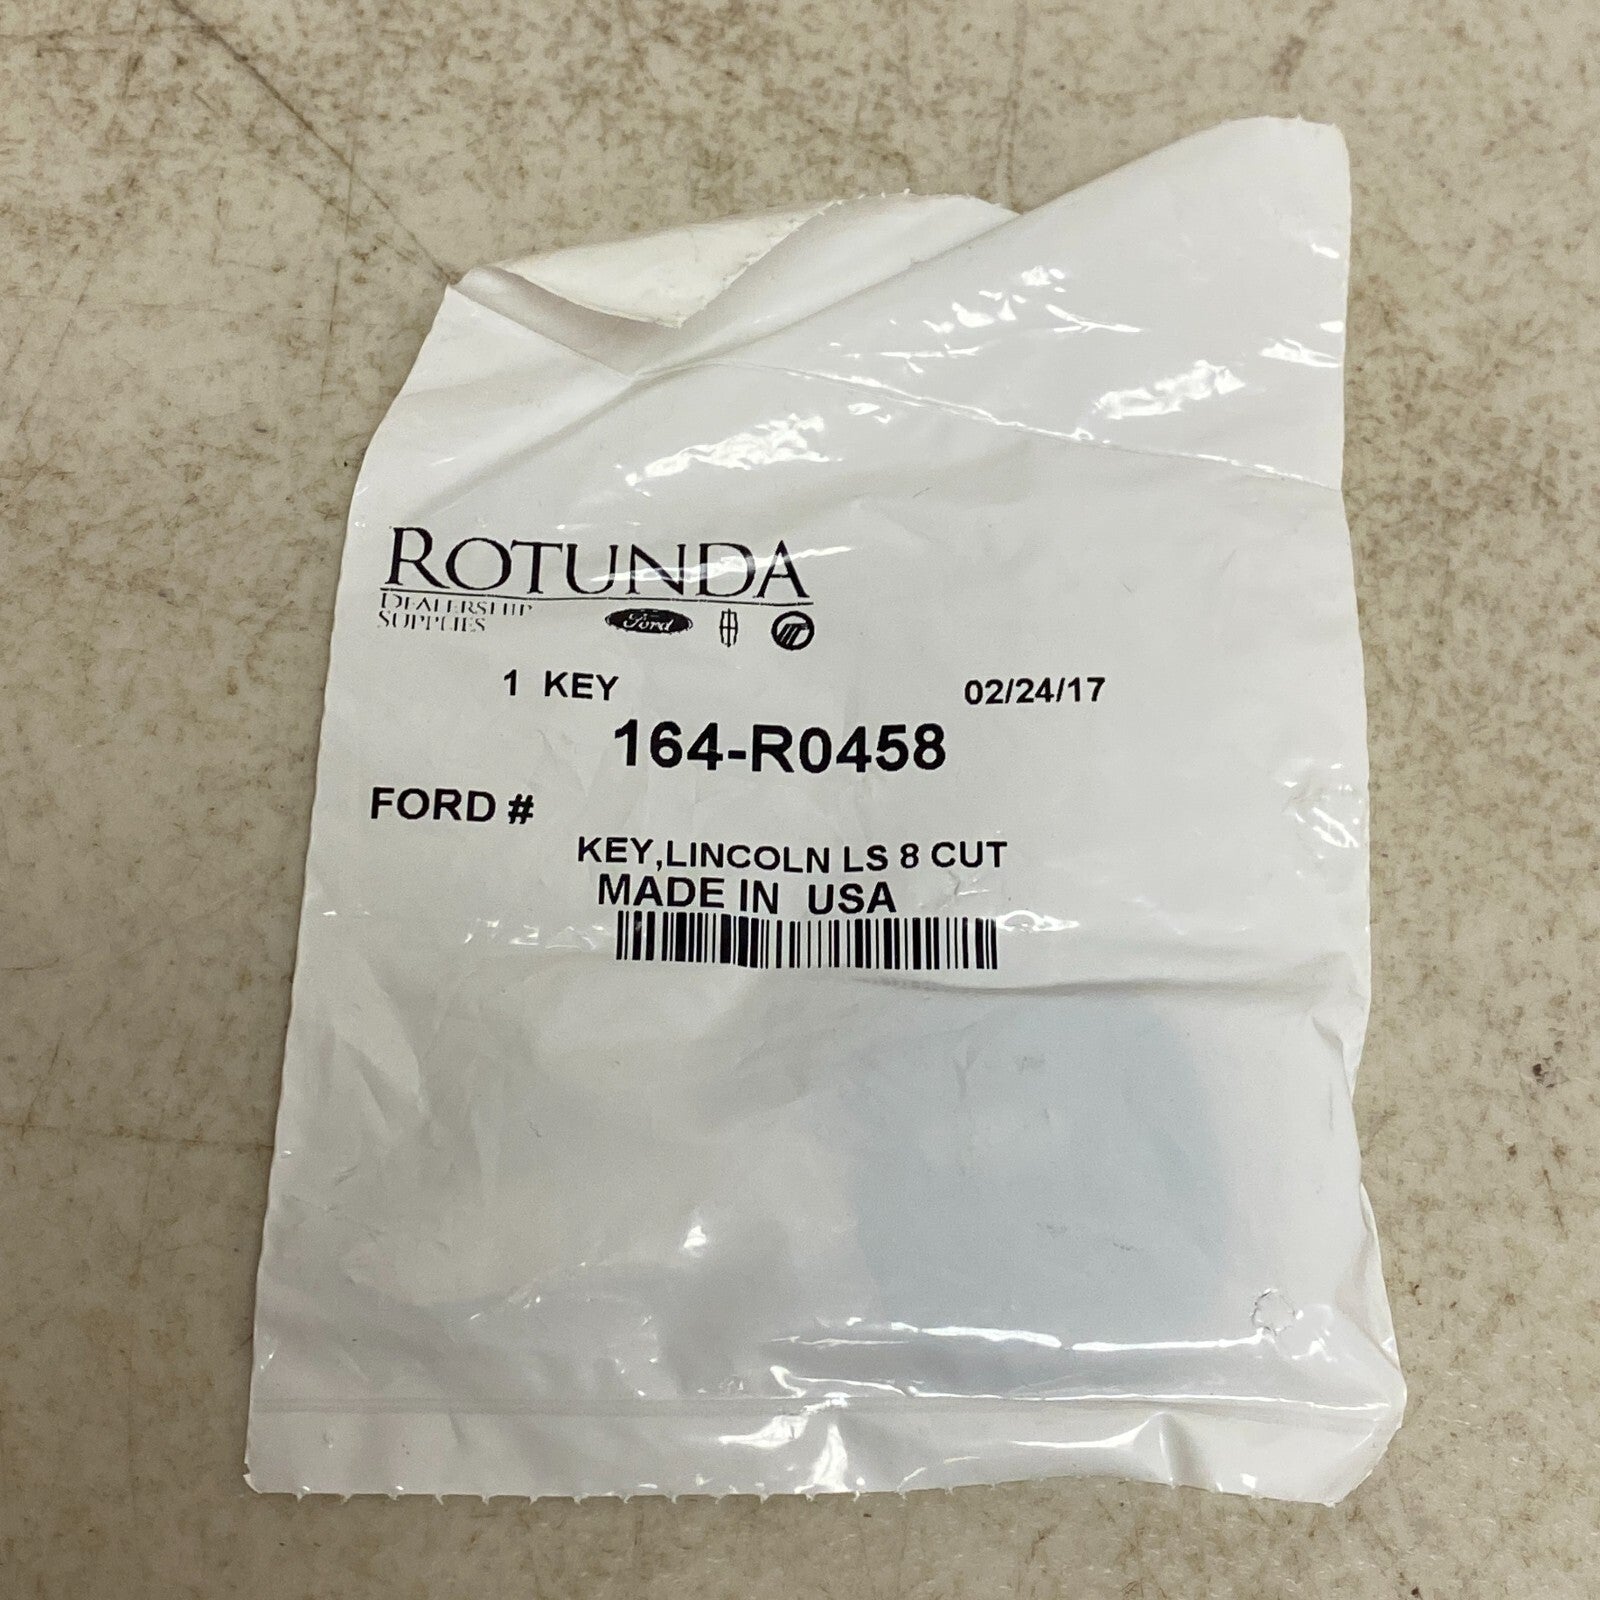 ROTUNDA
DEALERSHIP
SUPPLIES
Ford
1 KEY 02/24/17
164-R0458
FORD #
KEY,LINCOLN LS 8 CUT
MADE IN USA